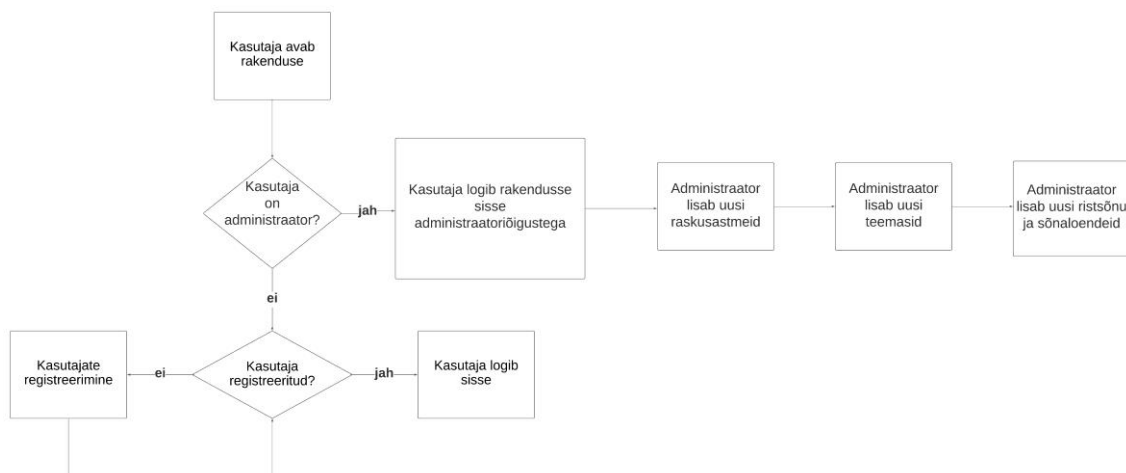 Kasutaja avab
rakenduse
Kasutaja
on
administraator?
jah
Kasutaja logib rakendusse
sisse
administraatoriõigustega
Administraator
lisab uusi
raskusastmeid
Administraator
lisab uusi
teemasid
Administraator
lisab uusi ristsõnu
ja sõnaloendeid
ei
Kasutajate
registreerimine
ei
Kasutaja
registreeritud?
jah
Kasutaja logib
sisse